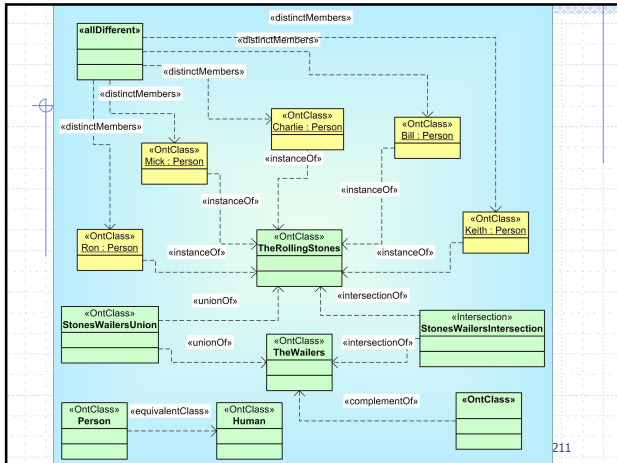 «distinctMembers»
«allDifferent»
«distinctMembers»
«distinctMembers»
«distinctMembers»
«distinctMembers»
«OntClass»
Charlie : Person
«OntClass»
Bill : Person
«OntClass»
Mick : Person
«instanceOf»
«instanceOf»
«instanceOf»
«OntClass»
Ron : Person
«instanceOf»
«OntClass»
TheRollingStones
«instanceOf»
«OntClass»
Keith : Person
«unionOf»
«intersectionOf»
«OntClass»
StonesWailersUnion
«Intersection»
StonesWailersIntersection
«unionOf»
«OntClass»
TheWailers
«intersectionOf»
«complementOf»
«OntClass»
«OntClass»
Person
«equivalentClass»
«OntClass»
Human
211